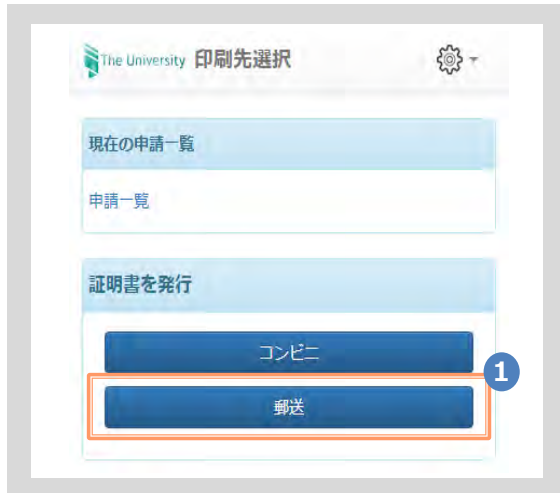 The University 印刷先選択
現在の申請一覧
申請一覧
証明書を発行
コンビニ
1
郵送